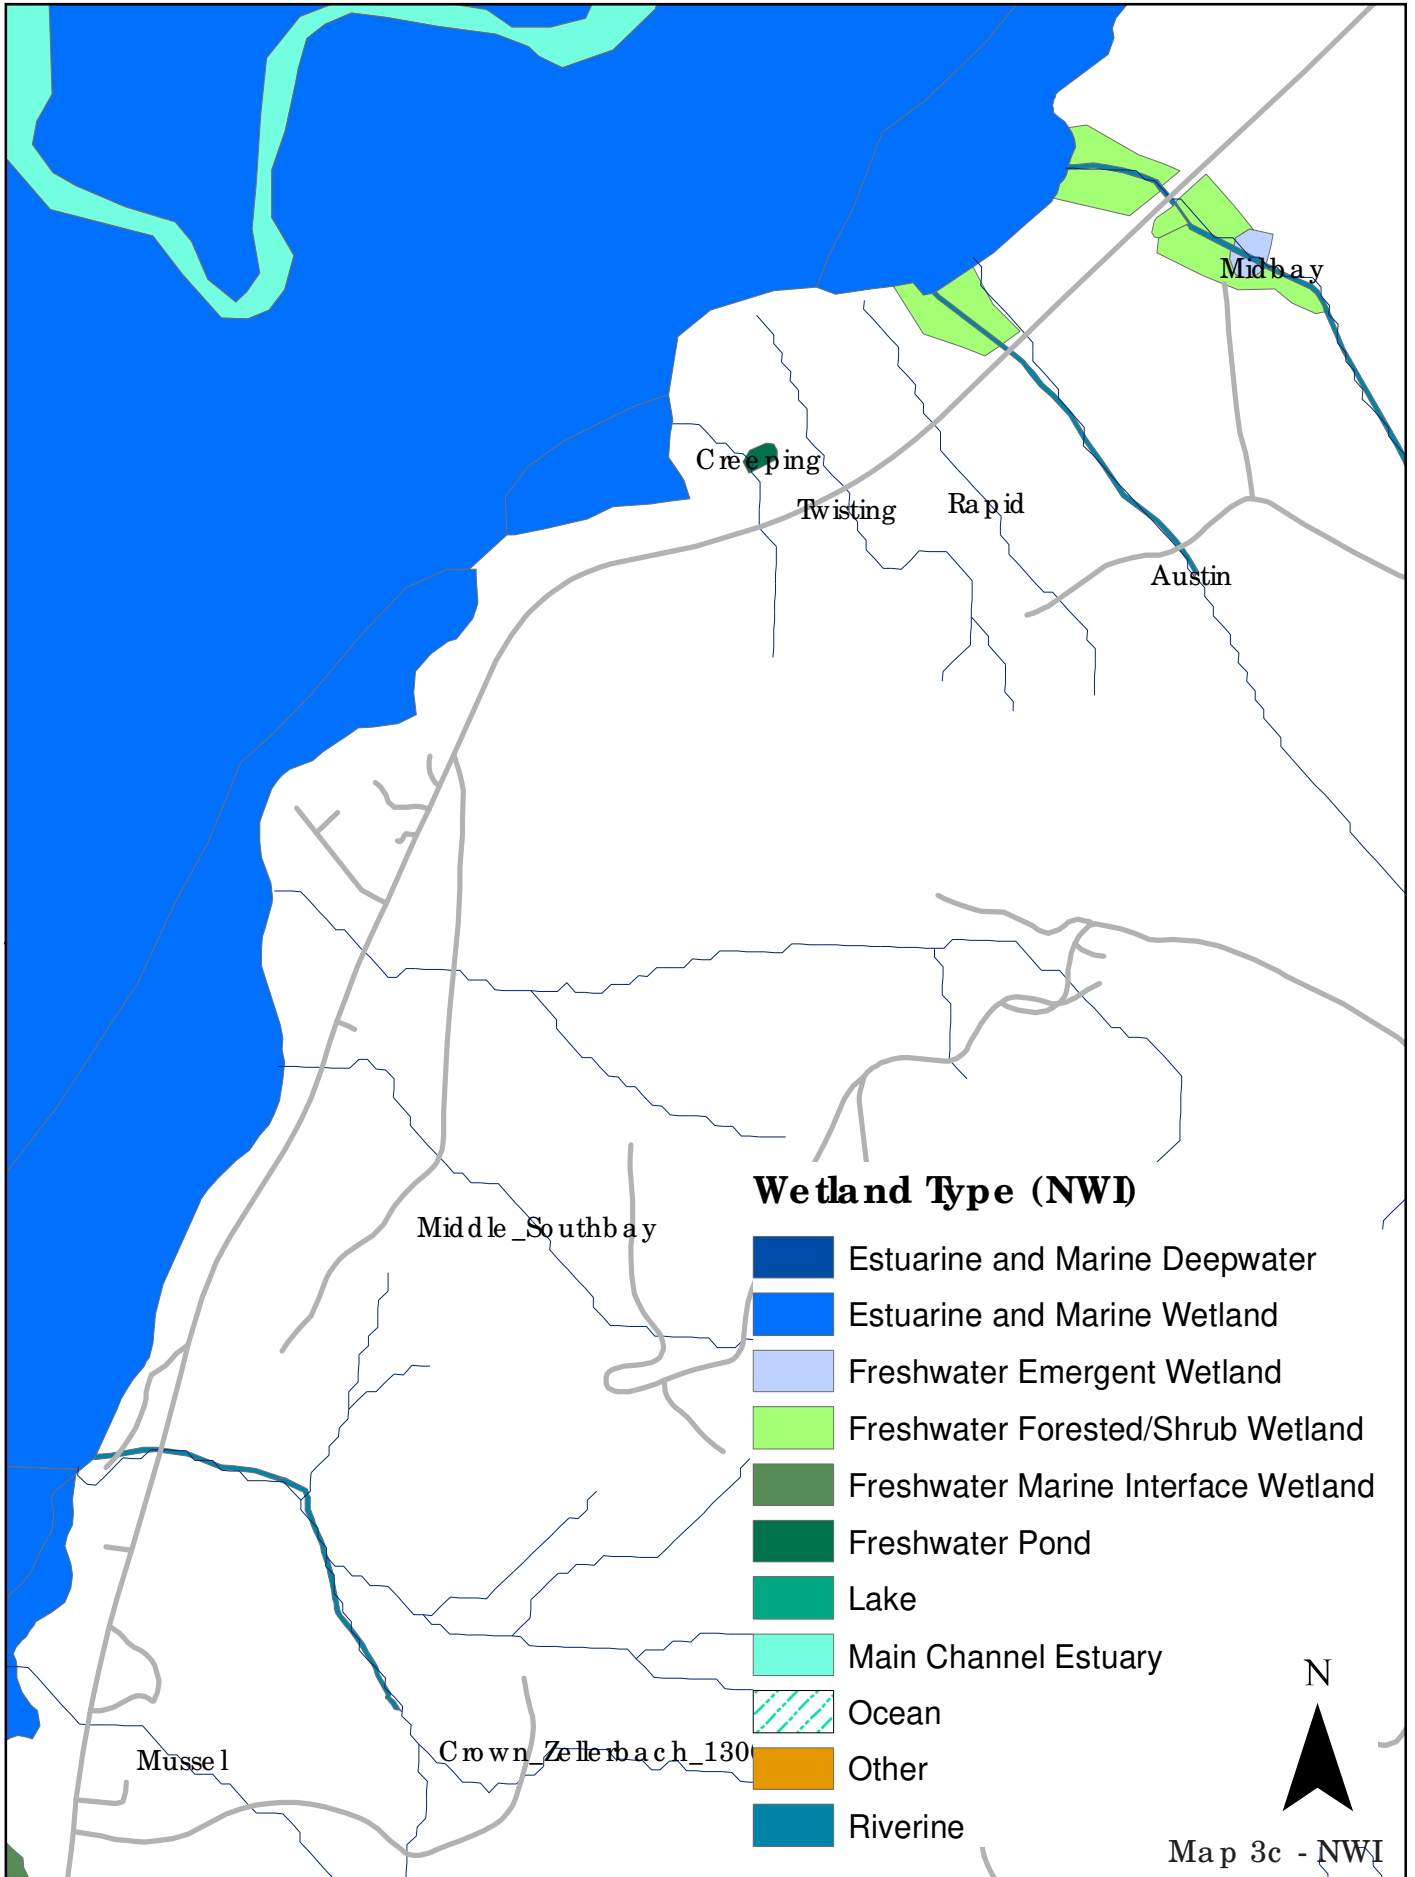 Midbay
Creeping
Twisting
Rapid
Austin
Wetland Type (NWI)
Middle_Southbay
Estuarine and Marine Deepwater
Estuarine and Marine Wetland
Freshwater Emergent Wetland
Freshwater Forested/Shrub Wetland
Freshwater Marine Interface Wetland
Freshwater Pond
Lake
Main Channel Estuary
N
Ocean
Mussel
Crown_Zellerbach_130
Other
Riverine
Map 3c - NWI